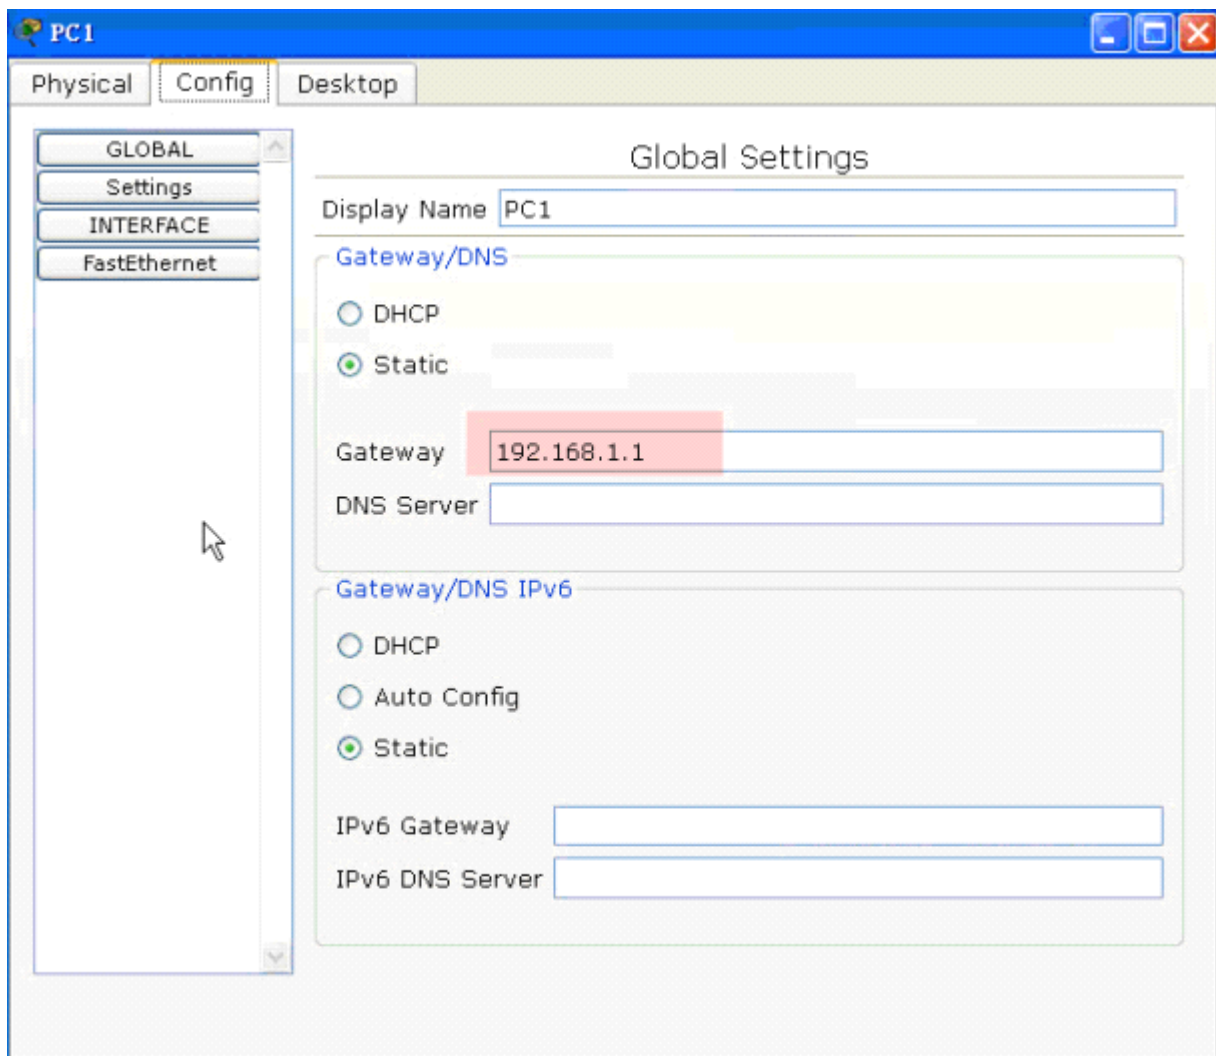 PC1
Physical Config Desktop
GLOBAL
Settings
INTERFACE
FastEthernet
Global Settings
Display Name PC1
Gateway/DNS
DHCP
Static
Gateway 192.168.1.1
DNS Server
Gateway/DNS IPv6
DHCP
Auto Config
Static
IPv6 Gateway
IPv6 DNS Server